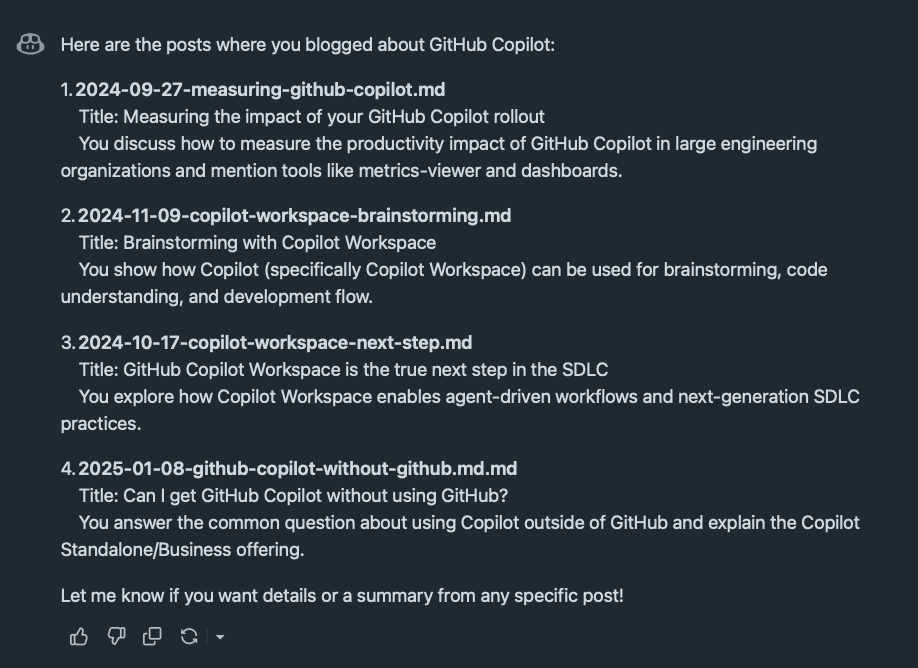 Here are the posts where you blogged about GitHub Copilot:
1. 2024-09-27-measuring-github-copilot.md
Title: Measuring the impact of your GitHub Copilot rollout
You discuss how to measure the productivity impact of GitHub Copilot in large engineering
organizations and mention tools like metrics-viewer and dashboards.
2. 2024-11-09-copilot-workspace-brainstorming.md
Title: Brainstorming with Copilot Workspace
You show how Copilot (specifically Copilot Workspace) can be used for brainstorming, code
understanding, and development flow.
3. 2024-10-17-copilot-workspace-next-step.md
Title: GitHub Copilot Workspace is the true next step in the SDLC
You explore how Copilot Workspace enables agent-driven workflows and next-generation SDLC
practices.
4. 2025-01-08-github-copilot-without-github.md.md
Title: Can I get GitHub Copilot without using GitHub?
You answer the common question about using Copilot outside of GitHub and explain the Copilot
Standalone/Business offering.
Let me know if you want details or a summary from any specific post!